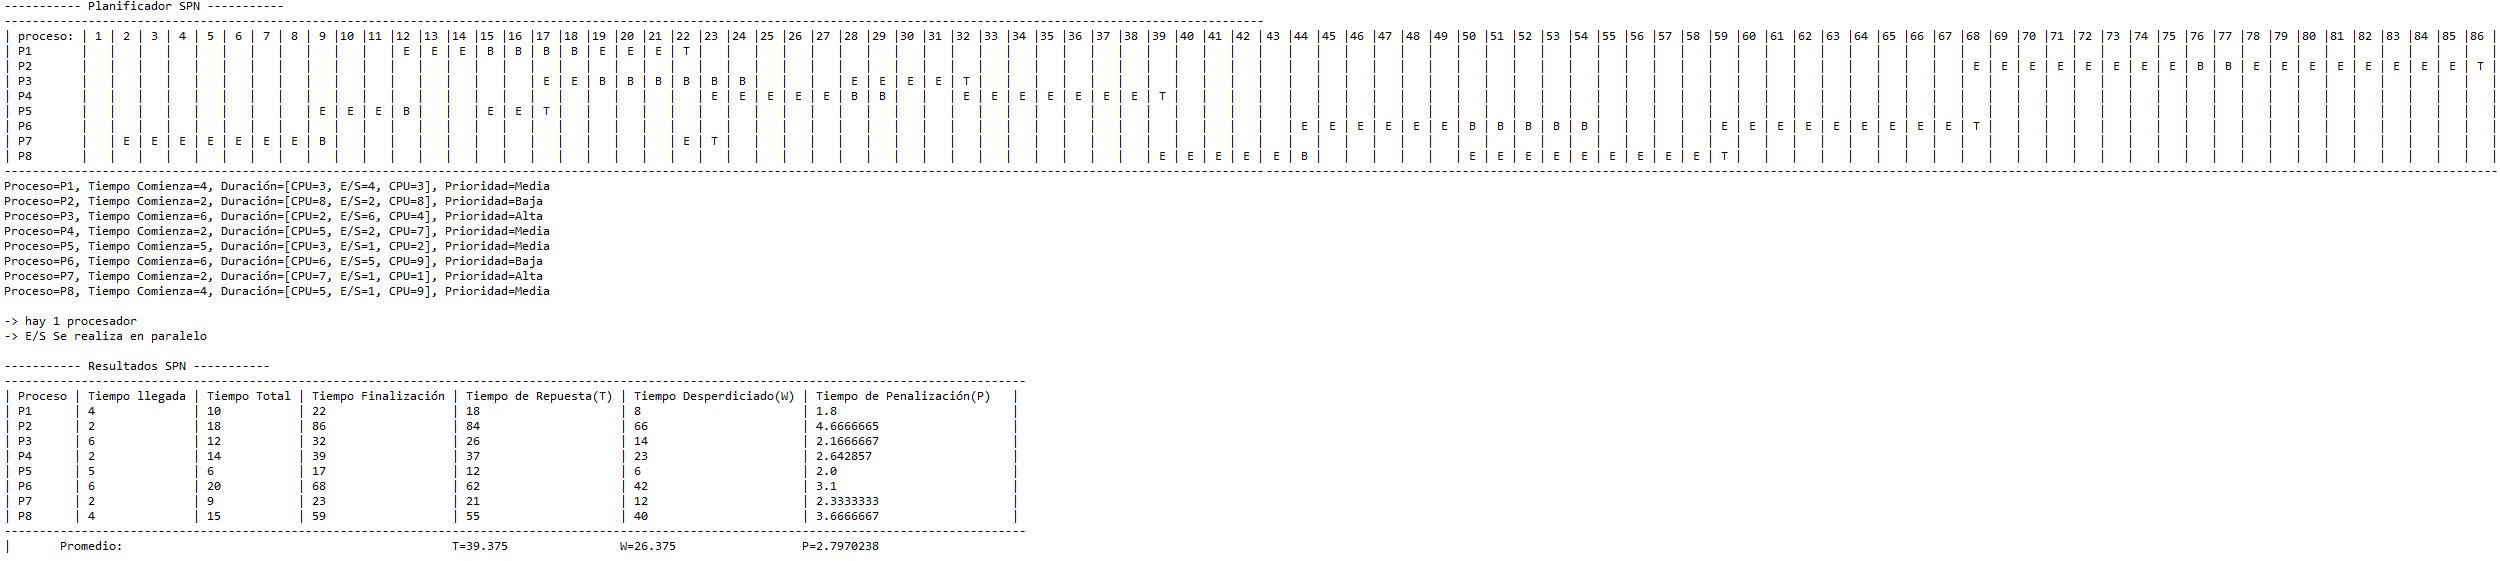 ----------- Planificador SPN -----------
| proceso: | 1 | 2 | 3 | 4 | 5 | 6 | 7 | 8 | 9 |10 |11 |12 |13 |14 |15 |16 |17 |18 |19 |20 |21 |22 |23 |24 |25 |26 |27 |28 |29 |30 |31 |32 |33 |34 |35 |36 |37 |38 |39 |40 |41 |42 |43 |44 |45 |46 |47 |48 |49 |50 |51 |52 |53 |54 |55 |56 |57 |58 |59 |60 |61 |62 |63 |64 |65 |66 |67 |68 |69 |70 |71 |72 |73 |74 |75 |76 |77 |78 |79 |80 |81 |82 |83 |84 |85 |86 |
| P1 | E | E | E | B | B | B | B | E | E | E | T |
| P2 | E | E | E | E | E | E | E | E | B | B | E | E | E | E | E | E | E | E | T |
| P3 | E | E | B | B | B | B | B | B | E | E | E | E | T |
| P4 | E | E | E | E | E | B | B | E | E | E | E | E | E | E | T |
| P5 | E | E | E | B | E | E | T |
| P6 | E | E | E | E | E | E | B | B | B | B | B | E | E | E | E | E | E | E | E | E | T |
| P7 | E | E | E | E | E | E | E | B | E | T |
| P8 | E | E | E | E | E | B | E | E | E | E | E | E | E | E | E | T |
Proceso=P1, Tiempo Comienza=4, Duración=[CPU=3, E/S=4, CPU=3], Prioridad=Media
Proceso=P2, Tiempo Comienza=2, Duración=[CPU=8, E/S=2, CPU=8], Prioridad=Baja
Proceso=P3, Tiempo Comienza=6, Duración=[CPU=2, E/S=6, CPU=4], Prioridad=Alta
Proceso=P4, Tiempo Comienza=2, Duración=[CPU=5, E/S=2, CPU=7], Prioridad=Media
Proceso=P5, Tiempo Comienza=5, Duración=[CPU=3, E/S=1, CPU=2], Prioridad=Media
Proceso=P6, Tiempo Comienza=6, Duración=[CPU=6, E/S=5, CPU=9], Prioridad=Baja
Proceso=P7, Tiempo Comienza=2, Duración=[CPU=7, E/S=1, CPU=1], Prioridad=Alta
Proceso=P8, Tiempo Comienza=4, Duración=[CPU=5, E/S=1, CPU=9], Prioridad=Media
-> hay 1 procesador
-> E/S Se realiza en paralelo
----------- Resultados SPN -----------
| Proceso | Tiempo llegada | Tiempo Total | Tiempo Finalización | Tiempo de Repuesta(T) | Tiempo Desperdiciado(W) | Tiempo de Penalización(P) |
| P1 | 4 | 10 | 22 | 18 | 8 | 1.8 |
| P2 | 2 | 18 | 86 | 84 | 66 | 4.6666665 |
| P3 | 6 | 12 | 32 | 26 | 14 | 2.1666667 |
| P4 | 2 | 14 | 39 | 37 | 23 | 2.642857 |
| P5 | 5 | 6 | 17 | 12 | 6 | 2.0 |
| P6 | 6 | 20 | 68 | 62 | 42 | 3.1 |
| P7 | 2 | 9 | 23 | 21 | 12 | 2.3333333 |
| P8 | 4 | 15 | 59 | 55 | 40 | 3.6666667 |
| Promedio: T=39.375 W=26.375 P=2.7970238